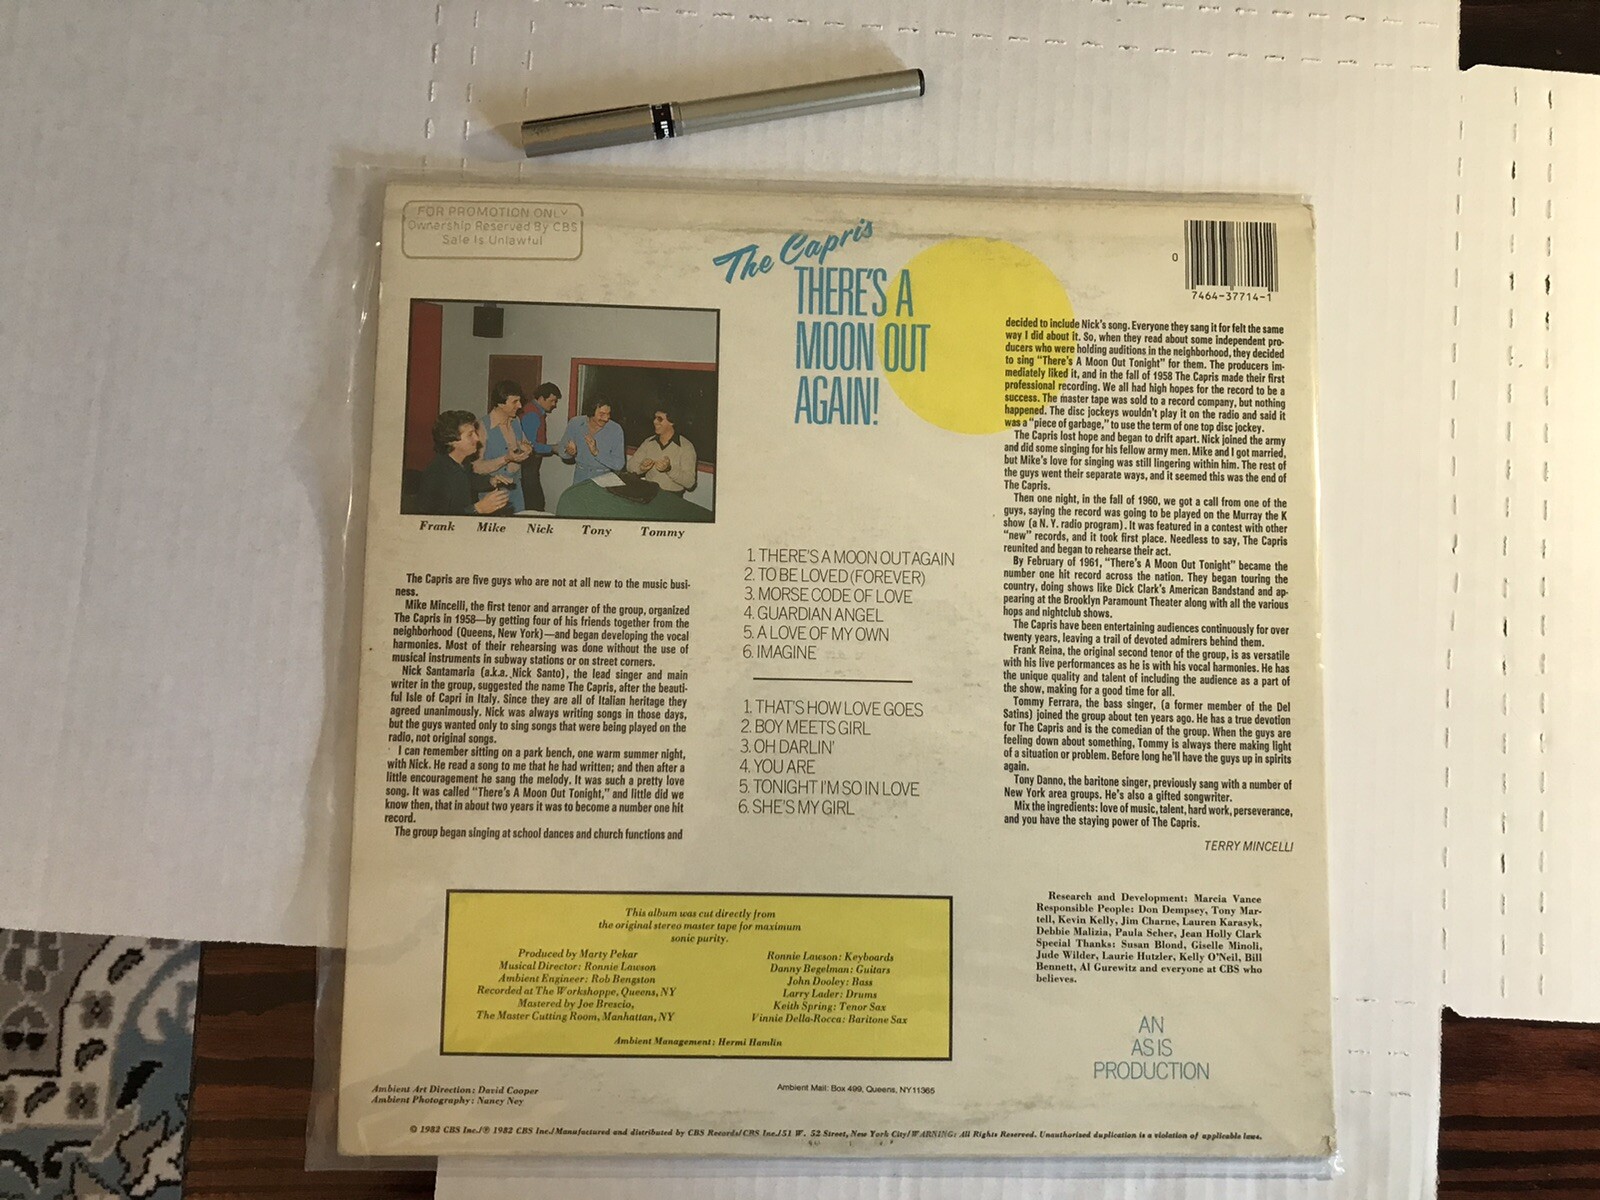 FOR PROMOTION ONLY
Ownership Reserved By CBS
Sale Is Unlawful
The Capris
THERE'S A
MOON OUT
AGAIN!
0
7464-37714-1
Frank Mike Nick Tony Tommy
The Capris are five guys who are not at all new to the music busi-
ness.
Mike Mincelli, the first tenor and arranger of the group, organized
The Capris in 1958—by getting four of his friends together from the
neighborhood (Queens, New York)—and began developing the vocal
harmonies. Most of their rehearsing was done without the use of
musical instruments in subway stations or on street corners.
Nick Santamaria (a.k.a. Nick Santo), the lead singer and main
writer in the group, suggested the name The Capris, after the beauti-
ful Isle of Capri in Italy. Since they are all of Italian heritage they
agreed unanimously. Nick was always writing songs in those days,
but the guys wanted only to sing songs that were being played on the
radio, not original songs.
I can remember sitting on a park bench, one warm summer night,
with Nick. He read a song to me that he had written; and then after a
little encouragement he sang the melody. It was such a pretty love
song. It was called "There's A Moon Out Tonight," and little did we
know then, that in about two years it was to become a number one hit
record.
The group began singing at school dances and church functions and
1. THERE'S A MOON OUT AGAIN
2. TO BE LOVED (FOREVER)
3. MORSE CODE OF LOVE
4. GUARDIAN ANGEL
5. A LOVE OF MY OWN
6. IMAGINE
1. THAT'S HOW LOVE GOES
2. BOY MEETS GIRL
3. OH DARLIN'
4. YOU ARE
5. TONIGHT I'M SO IN LOVE
6. SHE'S MY GIRL
decided to include Nick's song. Everyone they sang it for felt the same
way I did about it. So, when they read about some independent pro-
ducers who were holding auditions in the neighborhood, they decided
to sing "There's A Moon Out Tonight" for them. The producers im-
mediately liked it, and in the fall of 1958 The Capris made their first
professional recording. We all had high hopes for the record to be a
success. The master tape was sold to a record company, but nothing
happened. The disc jockeys wouldn't play it on the radio and said it
was a "piece of garbage," to use the term of one top disc jockey.
The Capris lost hope and began to drift apart. Nick joined the army
and did some singing for his fellow army men. Mike and I got married,
but Mike's love for singing was still lingering within him. The rest of
the guys went their separate ways, and it seemed this was the end of
The Capris.
Then one night, in the fall of 1960, we got a call from one of the
guys, saying the record was going to be played on the Murray the K
show (a N.Y. radio program). It was featured in a contest with other
"new" records, and it took first place. Needless to say, The Capris
reunited and began to rehearse their act.
By February of 1961, "There's A Moon Out Tonight" became the
number one hit record across the nation. They began touring the
country, doing shows like Dick Clark's American Bandstand and ap-
pearing at the Brooklyn Paramount Theater along with all the various
hops and nightclub shows.
The Capris have been entertaining audiences continuously for over
twenty years, leaving a trail of devoted admirers behind them.
Frank Reina, the original second tenor of the group, is as versatile
with his live performances as he is with his vocal harmonies. He has
the unique quality and talent of including the audience as a part of
the show, making for a good time for all.
Tommy Ferrara, the bass singer, (a former member of the Del
Satins) joined the group about ten years ago. He has a true devotion
for The Capris and is the comedian of the group. When the guys are
feeling down about something, Tommy is always there making light
of a situation or problem. Before long he'll have the guys up in spirits
again.
Tony Danno, the baritone singer, previously sang with a number of
New York area groups. He's also a gifted songwriter.
Mix the ingredients: love of music, talent, hard work, perseverance,
and you have the staying power of The Capris.
TERRY MINCELLI
This album was cut directly from
the original stereo master tape for maximum
sonic purity.
Produced by Marty Pekar
Musical Director: Ronnie Lawson
Ambient Engineer: Rob Bengston
Recorded at The Workshoppe, Queens, NY
Mastered by Joe Brescio,
The Master Cutting Room, Manhattan, NY
Ronnie Lawson: Keyboards
Danny Begelman: Guitars
John Dooley: Bass
Larry Lader: Drums
Keith Spring: Tenor Sax
Vinnie Della-Rocca: Baritone Sax
Ambient Management: Hermi Hamlin
Research and Development: Marcia Vance
Responsible People: Don Dempsey, Tony Mar-
tell, Kevin Kelly, Jim Charne, Lauren Karasyk,
Debbie Malizia, Paula Scher, Jean Holly Clark
Special Thanks: Susan Blond, Giselle Minoli,
Jude Wilder, Laurie Hutzler, Kelly O'Neil, Bill
Bennett, Al Gurewitz and everyone at CBS who
believes.
AN
AS IS
PRODUCTION
Ambient Art Direction: David Cooper
Ambient Photography: Nancy Ney
Ambient Mail: Box 499, Queens, NY 11365
© 1982 CBS Inc./℗ 1982 CBS Inc./Manufactured and distributed by CBS Records/CBS Inc./51 W. 52 Street, New York City/WARNING: All Rights Reserved. Unauthorized duplication is a violation of applicable laws.